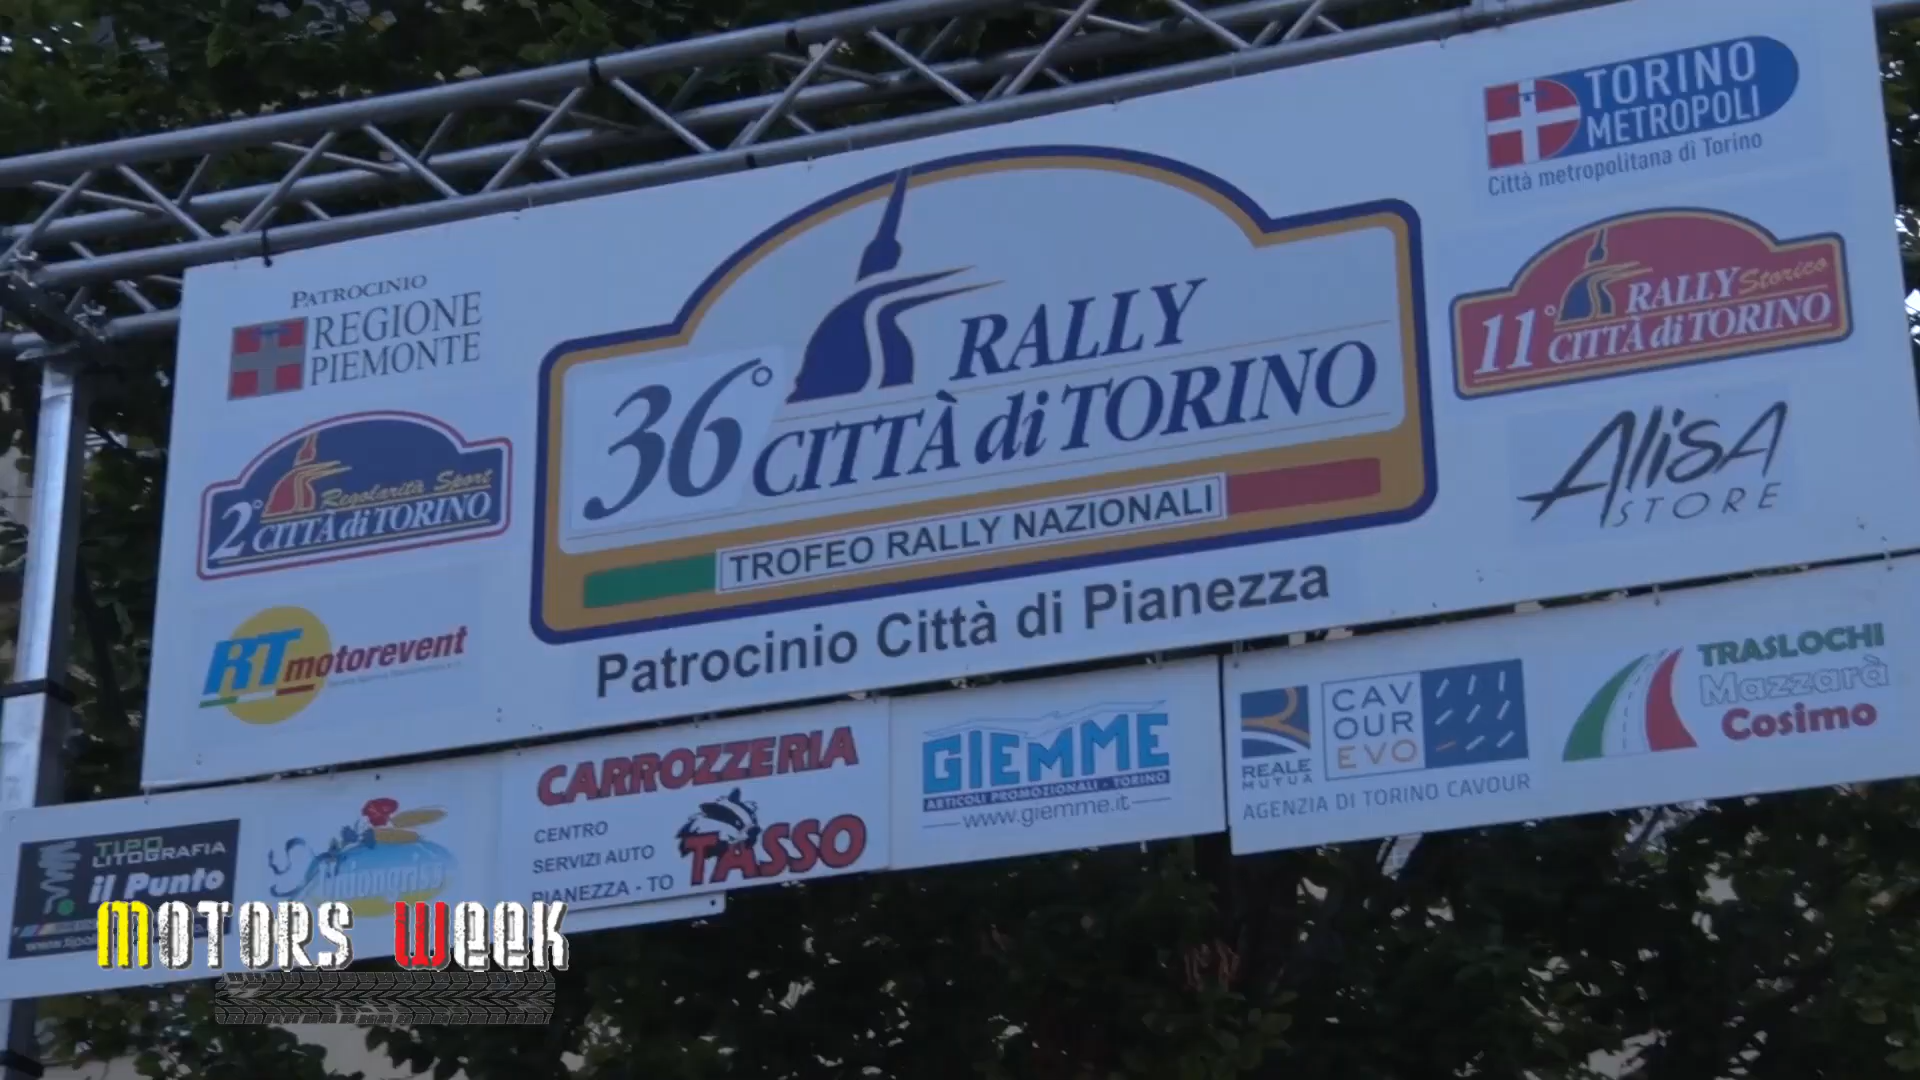 PATROCINIO
REGIONE
PIEMONTE
2° Regolarità Sport
CITTÀ di TORINO
RT motorevent
36° RALLY
CITTÀ di TORINO
TROFEO RALLY NAZIONALI
Patrocinio Città di Pianezza
TORINO
METROPOLI
Città metropolitana di Torino
11° RALLY Storico
CITTÀ di TORINO
ALISA
STORE
TIPO
LITOGRAFIA
il Punto
CARROZZERIA
CENTRO
SERVIZI AUTO
PIANEZZA - TO
TASSO
GIEMME
ARTICOLI PROMOZIONALI - TORINO
www.giemme.it
REALE
MUTUA
CAV
OUR
EVO
AGENZIA DI TORINO CAVOUR
TRASLOCHI
Mazzarà
Cosimo
MOTORS WEEK